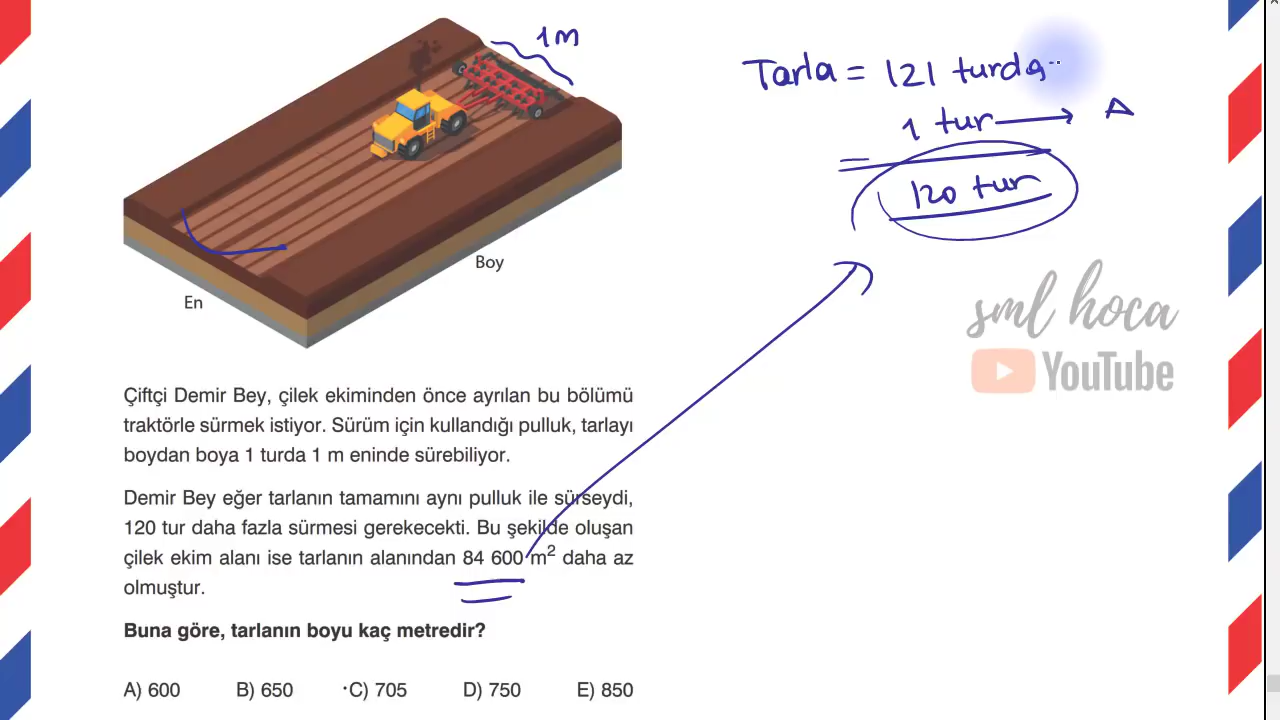 1m
Tarla = 121 turda
1 tur → A
=
120 tur
Boy
En
sml hoca
YouTube
Çiftçi Demir Bey, çilek ekiminden önce ayrılan bu bölümü
traktörle sürmek istiyor. Sürüm için kullandığı pulluk, tarlayı
boydan boya 1 turda 1 m eninde sürebiliyor.
Demir Bey eğer tarlanın tamamını aynı pulluk ile sürseydi,
120 tur daha fazla sürmesi gerekecekti. Bu şekilde oluşan
çilek ekim alanı ise tarlanın alanından 84 600 m² daha az
olmuştur.
Buna göre, tarlanın boyu kaç metredir?
A) 600 B) 650 C) 705 D) 750 E) 850